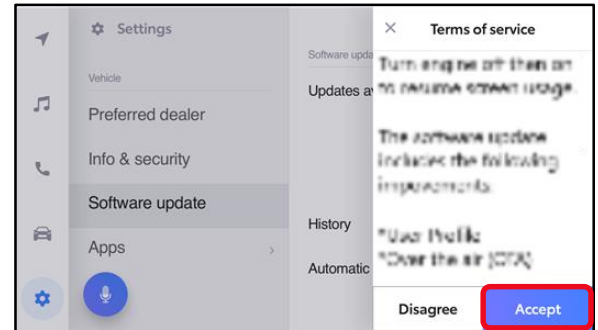 Settings
Vehicle
Preferred dealer
Info & security
Software update
Apps
Software upda
Updates av
History
Automatic
Terms of service
Turn engine off then on
to resume screen usage.
The software update
includes the following
improvements:
*User Profile
*Over the air (OTA)
Disagree
Accept